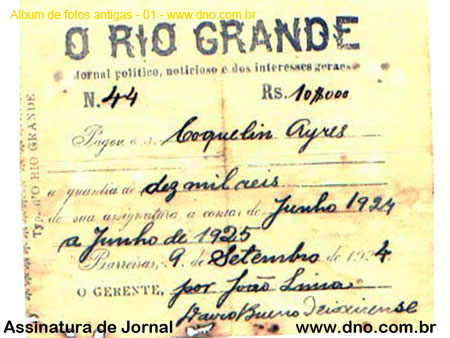 Album de fotos antigas - 01 - www.dno.com.br
O RIO GRANDE
Jornal politico, noticioso e dos interesses geraes
N. 44 Rs. 10$000
Pagou o sr. Coquelin Ayres
a quantia de dez mil reis
de sua assignatura, a contar de Junho 1924
a Junho de 1925
Barreiras, 9 de Setembro de 1924.
O GERENTE, por João Lima
Bueno
Typ. d'O RIO GRANDE
Assinatura de Jornal www.dno.com.br